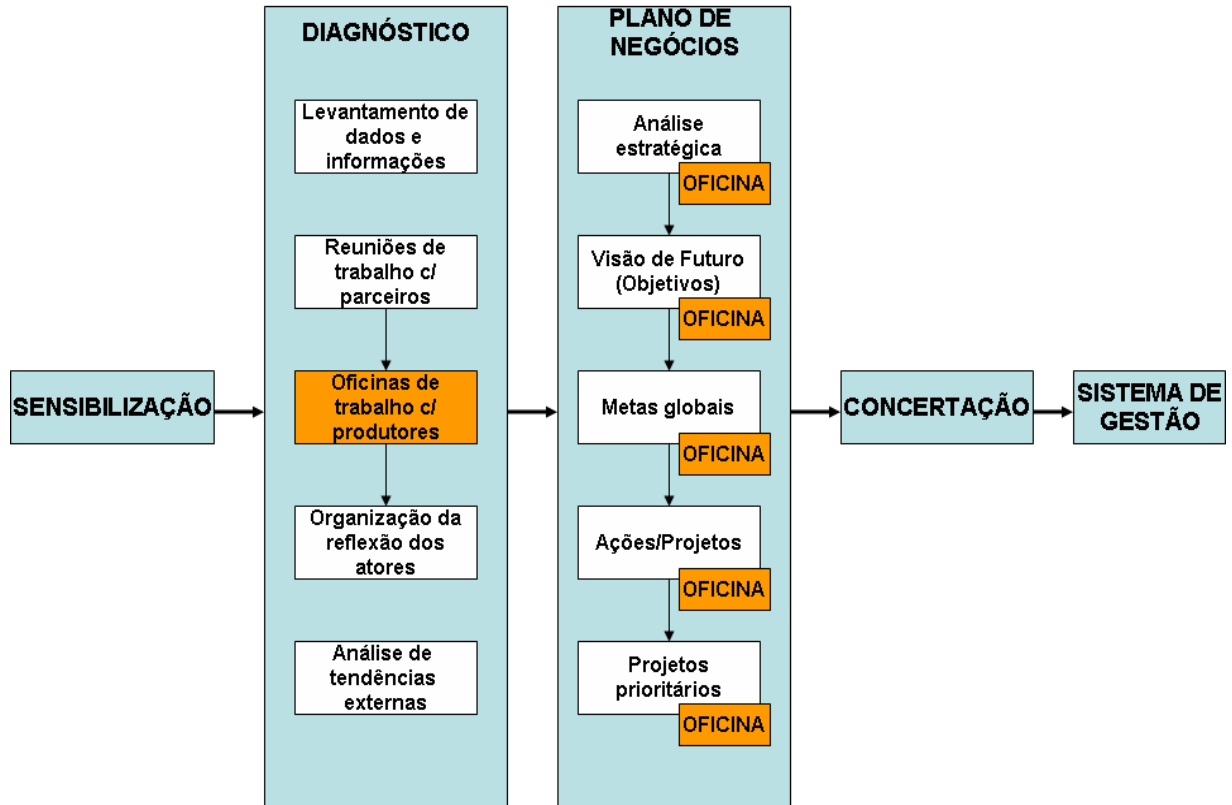 SENSIBILIZAÇÃO
DIAGNÓSTICO
Levantamento de
dados e
informações
Reuniões de
trabalho c/
parceiros
Oficinas de
trabalho c/
produtores
Organização da
reflexão dos
atores
Análise de
tendências
externas
PLANO DE
NEGÓCIOS
Análise
estratégica
OFICINA
Visão de Futuro
(Objetivos)
OFICINA
Metas globais
OFICINA
Ações/Projetos
OFICINA
Projetos
prioritários
OFICINA
CONCERTAÇÃO
SISTEMA DE
GESTÃO